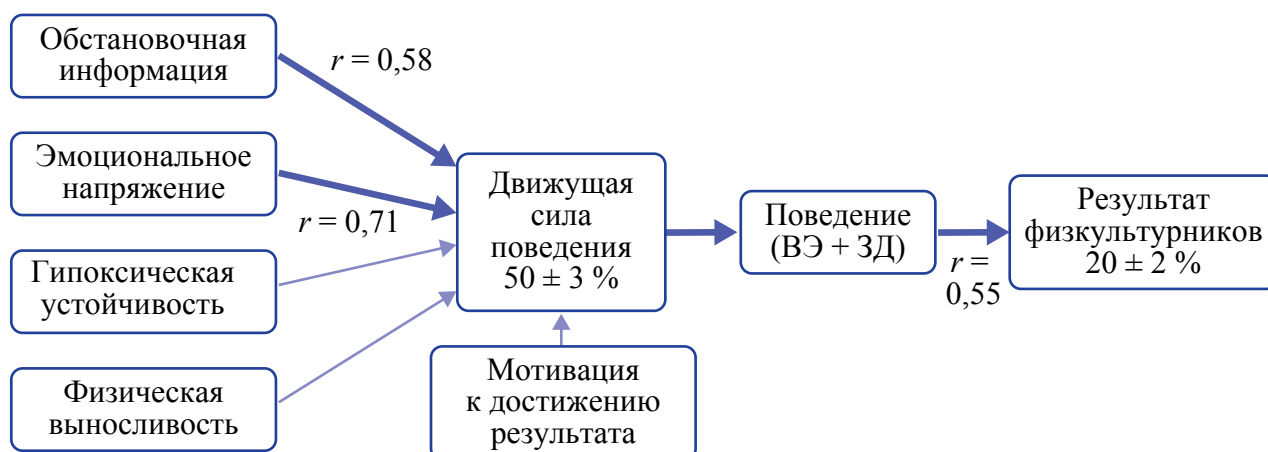 Обстановочная
информация
r = 0,58
Эмоциональное
напряжение
r = 0,71
Гипоксическая
устойчивость
Физическая
выносливость
Движущая
сила
поведения
50 ± 3 %
Мотивация
к достижению
результата
Поведение
(ВЭ + ЗД)
r =
0,55
Результат
физкультурников
20 ± 2 %